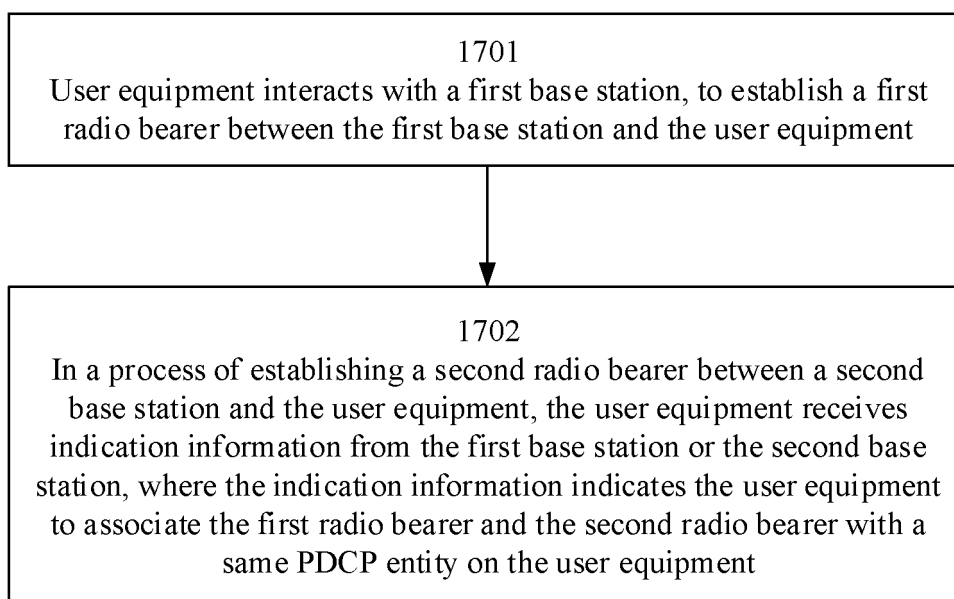 1701
User equipment interacts with a first base station, to establish a first
radio bearer between the first base station and the user equipment
1702
In a process of establishing a second radio bearer between a second
base station and the user equipment, the user equipment receives
indication information from the first base station or the second base
station, where the indication information indicates the user equipment
to associate the first radio bearer and the second radio bearer with a
same PDCP entity on the user equipment